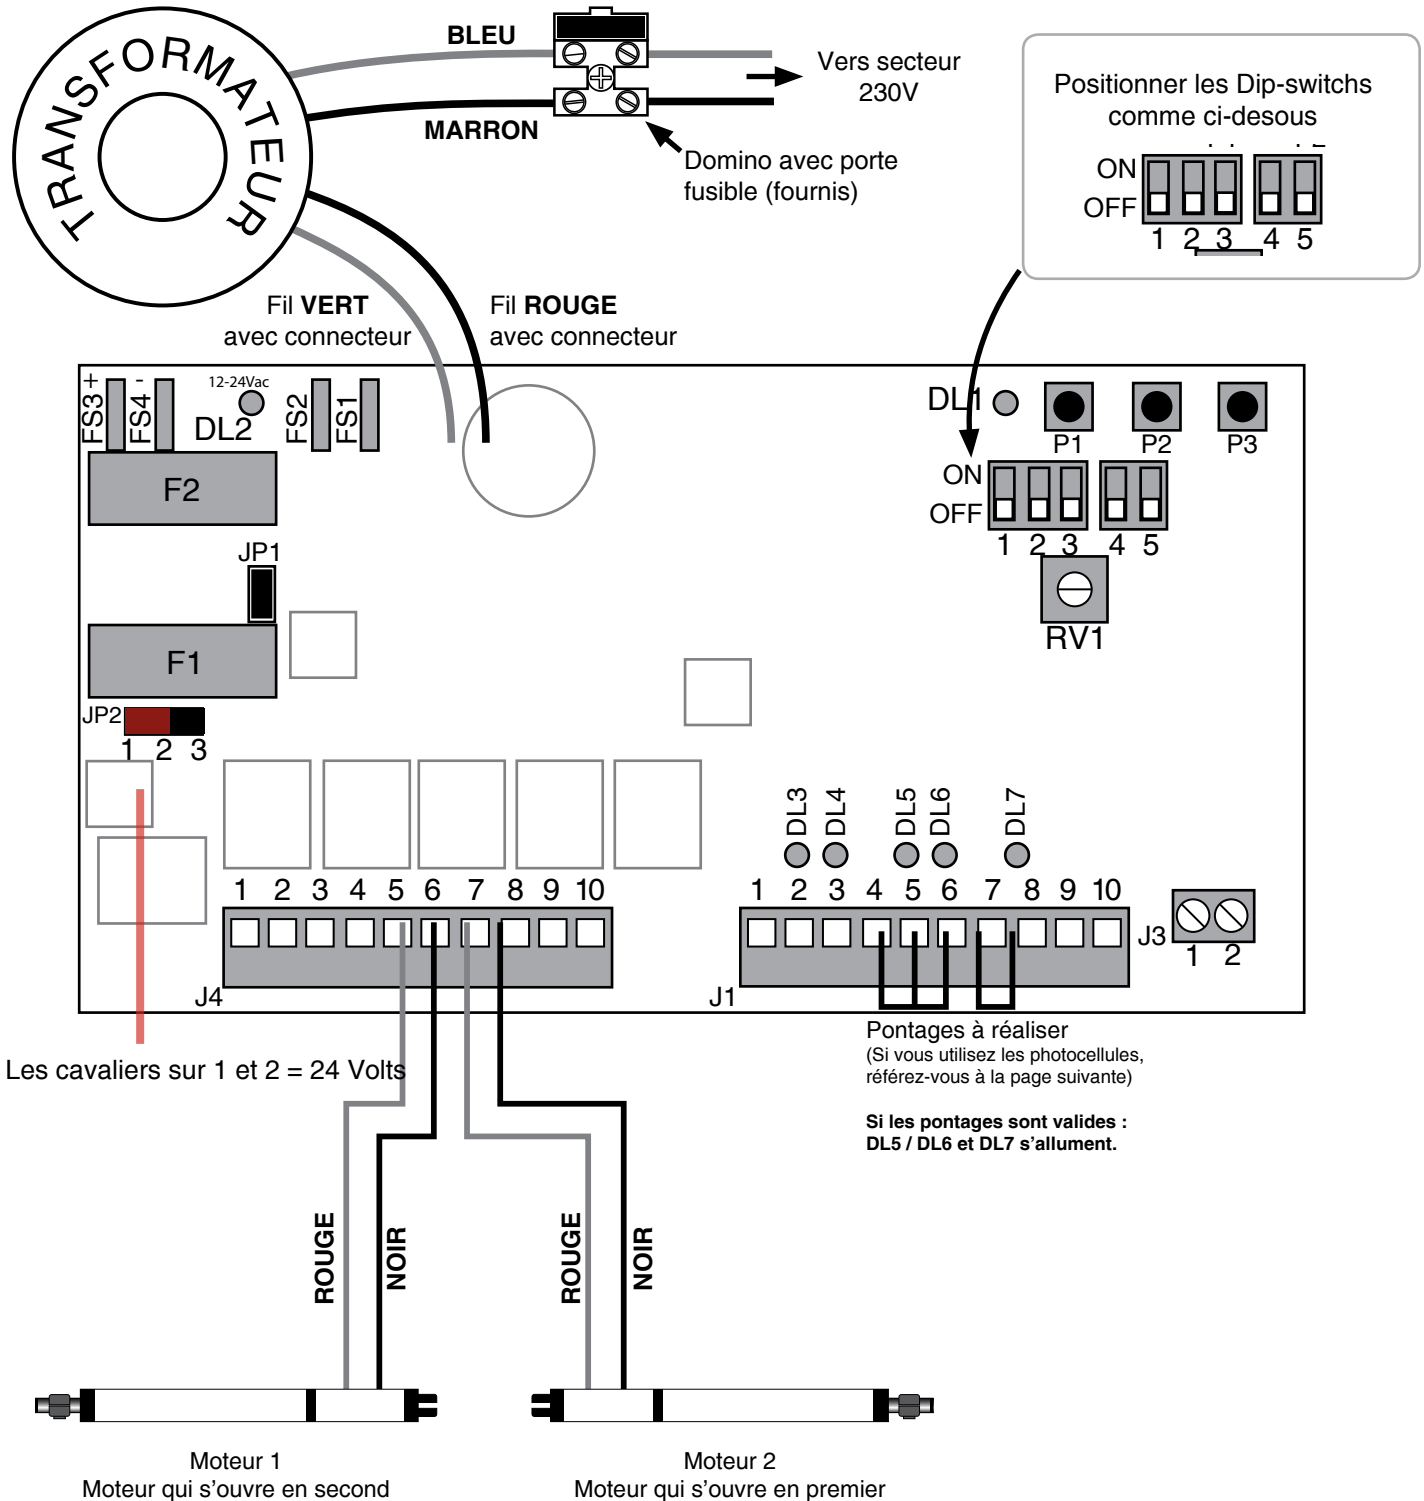 TRANSFORMATEUR
BLEU
MARRON
Vers secteur
230V
Domino avec porte
fusible (fournis)
Positionner les Dip-switchs
comme ci-desous
ON
OFF
1 2 3 4 5
Fil VERT
avec connecteur
Fil ROUGE
avec connecteur
+
-
FS3
FS4
12-24Vac
DL2
FS2
FS1
DL1
P1
P2
P3
F2
ON
OFF
1 2 3 4 5
JP1
RV1
F1
JP2
1 2 3
DL3
DL4
DL5
DL6
DL7
1 2 3 4 5 6 7 8 9 10
1 2 3 4 5 6 7 8 9 10
J3
1 2
J4
J1
Pontages à réaliser
(Si vous utilisez les photocellules,
référez-vous à la page suivante)
Les cavaliers sur 1 et 2 = 24 Volts
Si les pontages sont valides :
DL5 / DL6 et DL7 s’allument.
ROUGE
NOIR
ROUGE
NOIR
Moteur 1
Moteur qui s’ouvre en second
Moteur 2
Moteur qui s’ouvre en premier